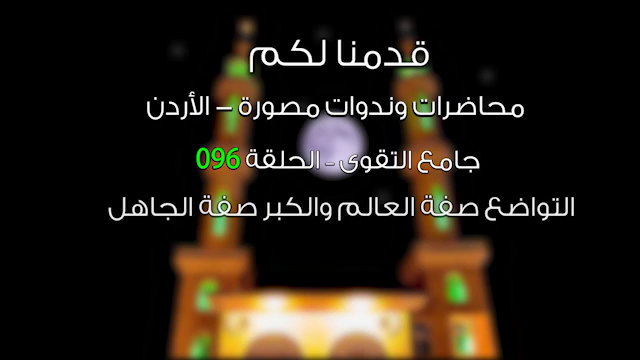 قدمنا لكم
محاضرات وندوات مصورة – الأردن
جامع التقوى - الحلقة 096
التواضع صفة العالم والكبر صفة الجاهل